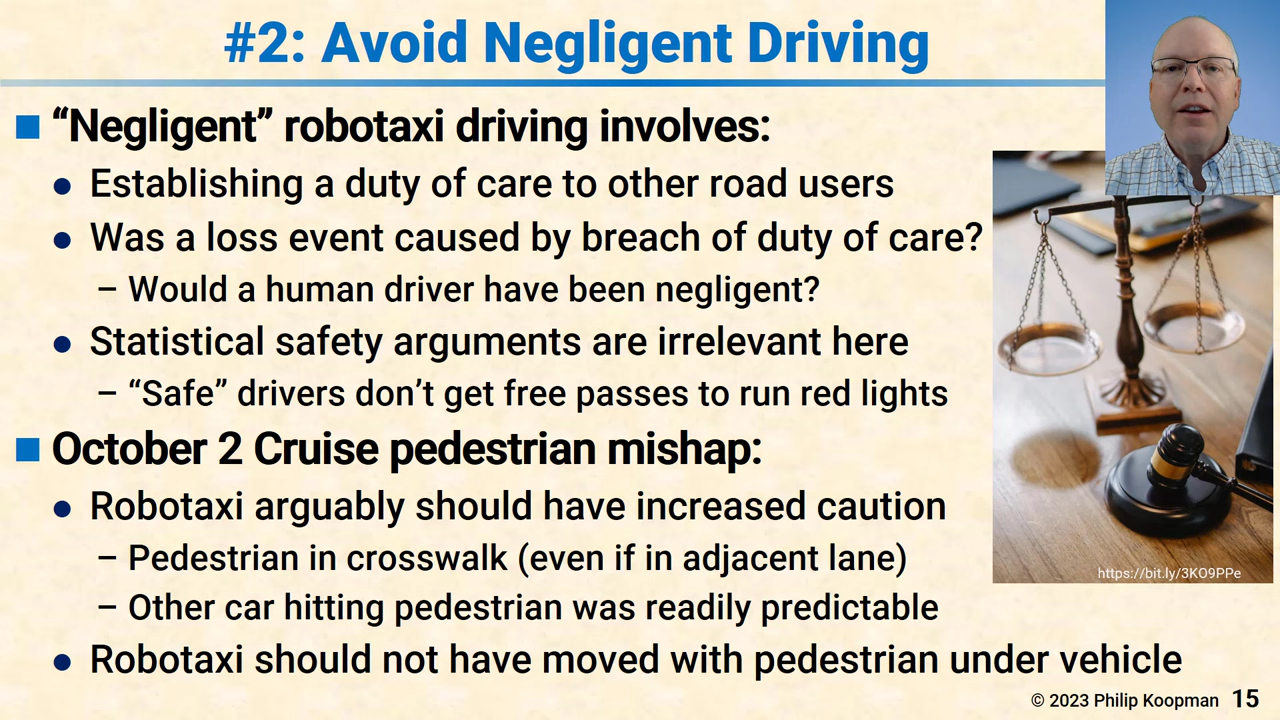 #2: Avoid Negligent Driving
“Negligent” robotaxi driving involves:
Establishing a duty of care to other road users
Was a loss event caused by breach of duty of care?
– Would a human driver have been negligent?
Statistical safety arguments are irrelevant here
– “Safe” drivers don’t get free passes to run red lights
October 2 Cruise pedestrian mishap:
Robotaxi arguably should have increased caution
– Pedestrian in crosswalk (even if in adjacent lane)
– Other car hitting pedestrian was readily predictable
Robotaxi should not have moved with pedestrian under vehicle
https://bit.ly/3KO9PPe
© 2023 Philip Koopman 15